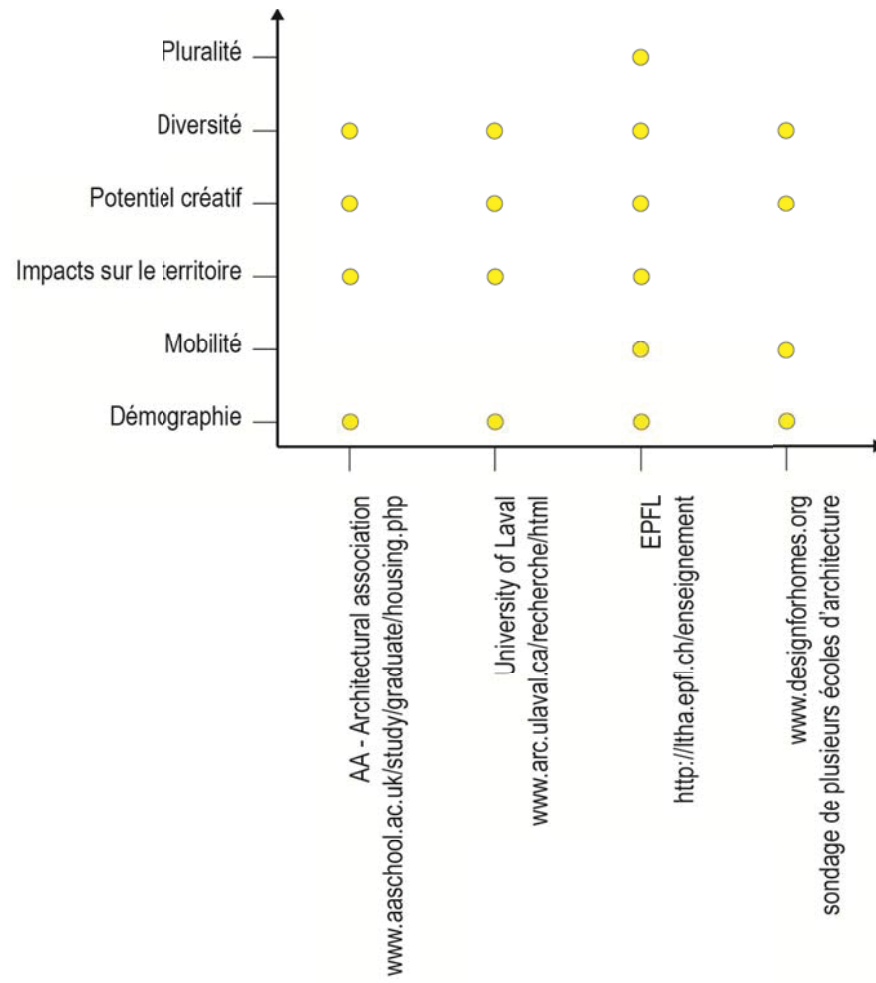 Pluralité
Diversité
Potentiel créatif
Impacts sur le territoire
Mobilité
Démographie
AA - Architectural association
www.aaschool.ac.uk/study/graduate/housing.php
University of Laval
www.arc.ulaval.ca/recherche/html
EPFL
http://ltha.epfl.ch/enseignement
www.designforhomes.org
sondage de plusieurs écoles d'architecture